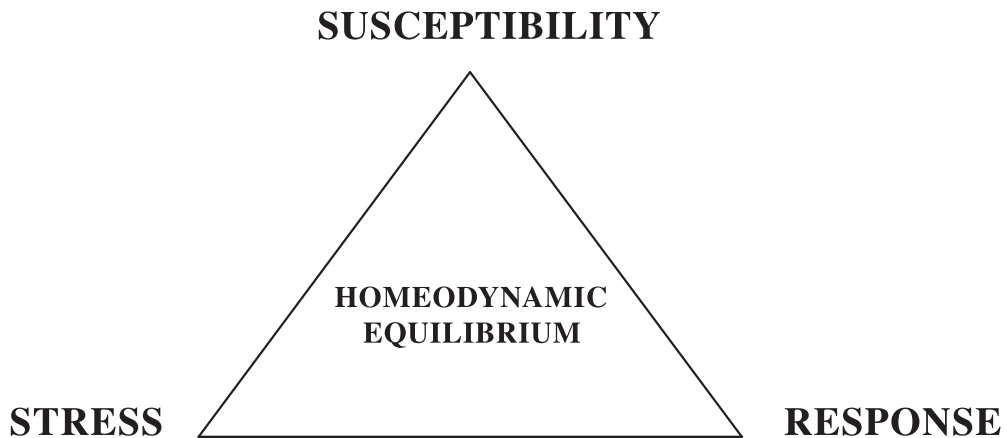 SUSCEPTIBILITY
HOMEODYNAMIC
EQUILIBRIUM
STRESS
RESPONSE